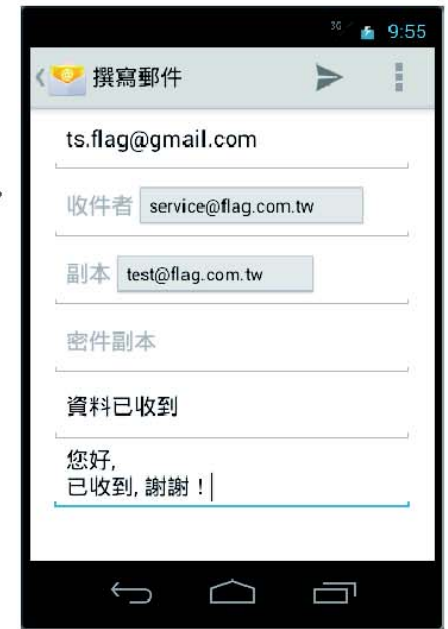 3G 9:55
撰寫郵件
ts.flag@gmail.com
收件者 service@flag.com.tw
副本 test@flag.com.tw
密件副本
資料已收到
您好,
已收到, 謝謝！